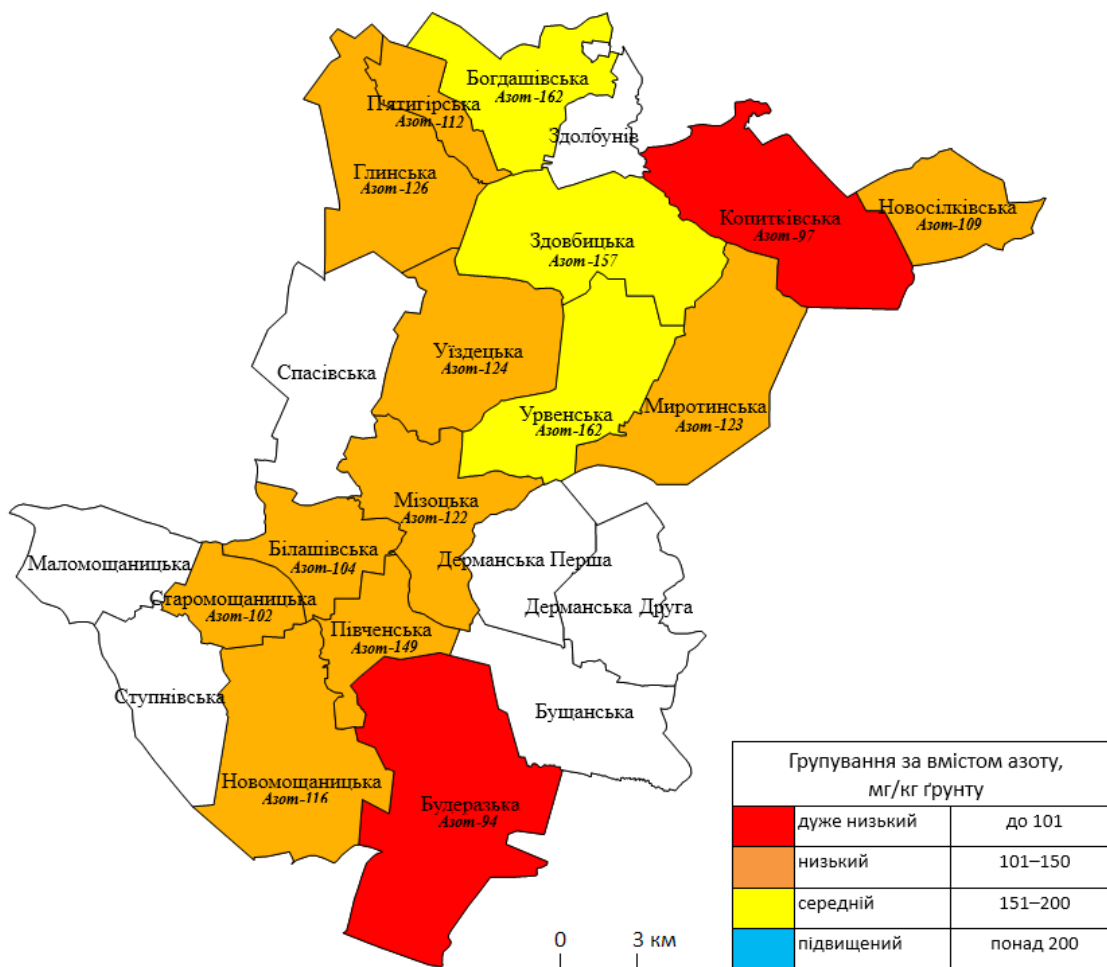 Богдашівська
Азот-162
П'ятигірська
Азот-112
Здолбунів
Глинська
Азот-126
Копитківська
Азот-97
Новосілківська
Азот-109
Здовбицька
Азот-157
Уїздецька
Азот-124
Спасівська
Урвенська
Азот-162
Миротинська
Азот-123
Мізоцька
Азот-122
Білашівська
Азот-104
Дерманська Перша
Маломощаницька
Старомощаницька
Азот-102
Дерманська Друга
Півченська
Азот-149
Ступнівська
Бущанська
Новомощаницька
Азот-116
Будеразька
Азот-94
Групування за вмістом азоту,
мг/кг ґрунту
дуже низький до 101
низький 101–150
середній 151–200
підвищений понад 200
0 3 км